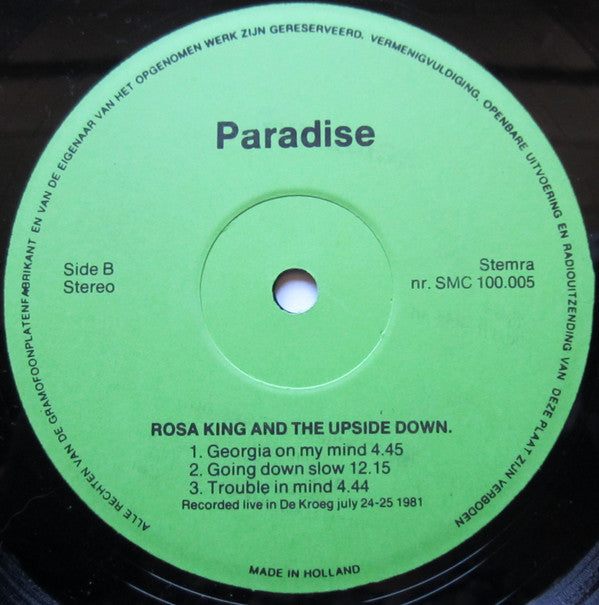 ALLE RECHTEN VAN DE GRAMOFOONPLATENFABRIKANT EN VAN DE EIGENAAR VAN HET OPGENOMEN WERK ZIJN GERESERVEERD. VERMENIGVULDIGING, OPENBARE UITVOERING EN RADIOUITZENDING VAN DEZE PLAAT ZIJN VERBODEN
Paradise
Side B
Stereo
Stemra
nr. SMC 100.005
ROSA KING AND THE UPSIDE DOWN.
1. Georgia on my mind 4.45
2. Going down slow 12.15
3. Trouble in mind 4.44
Recorded live in De Kroeg july 24-25 1981
MADE IN HOLLAND